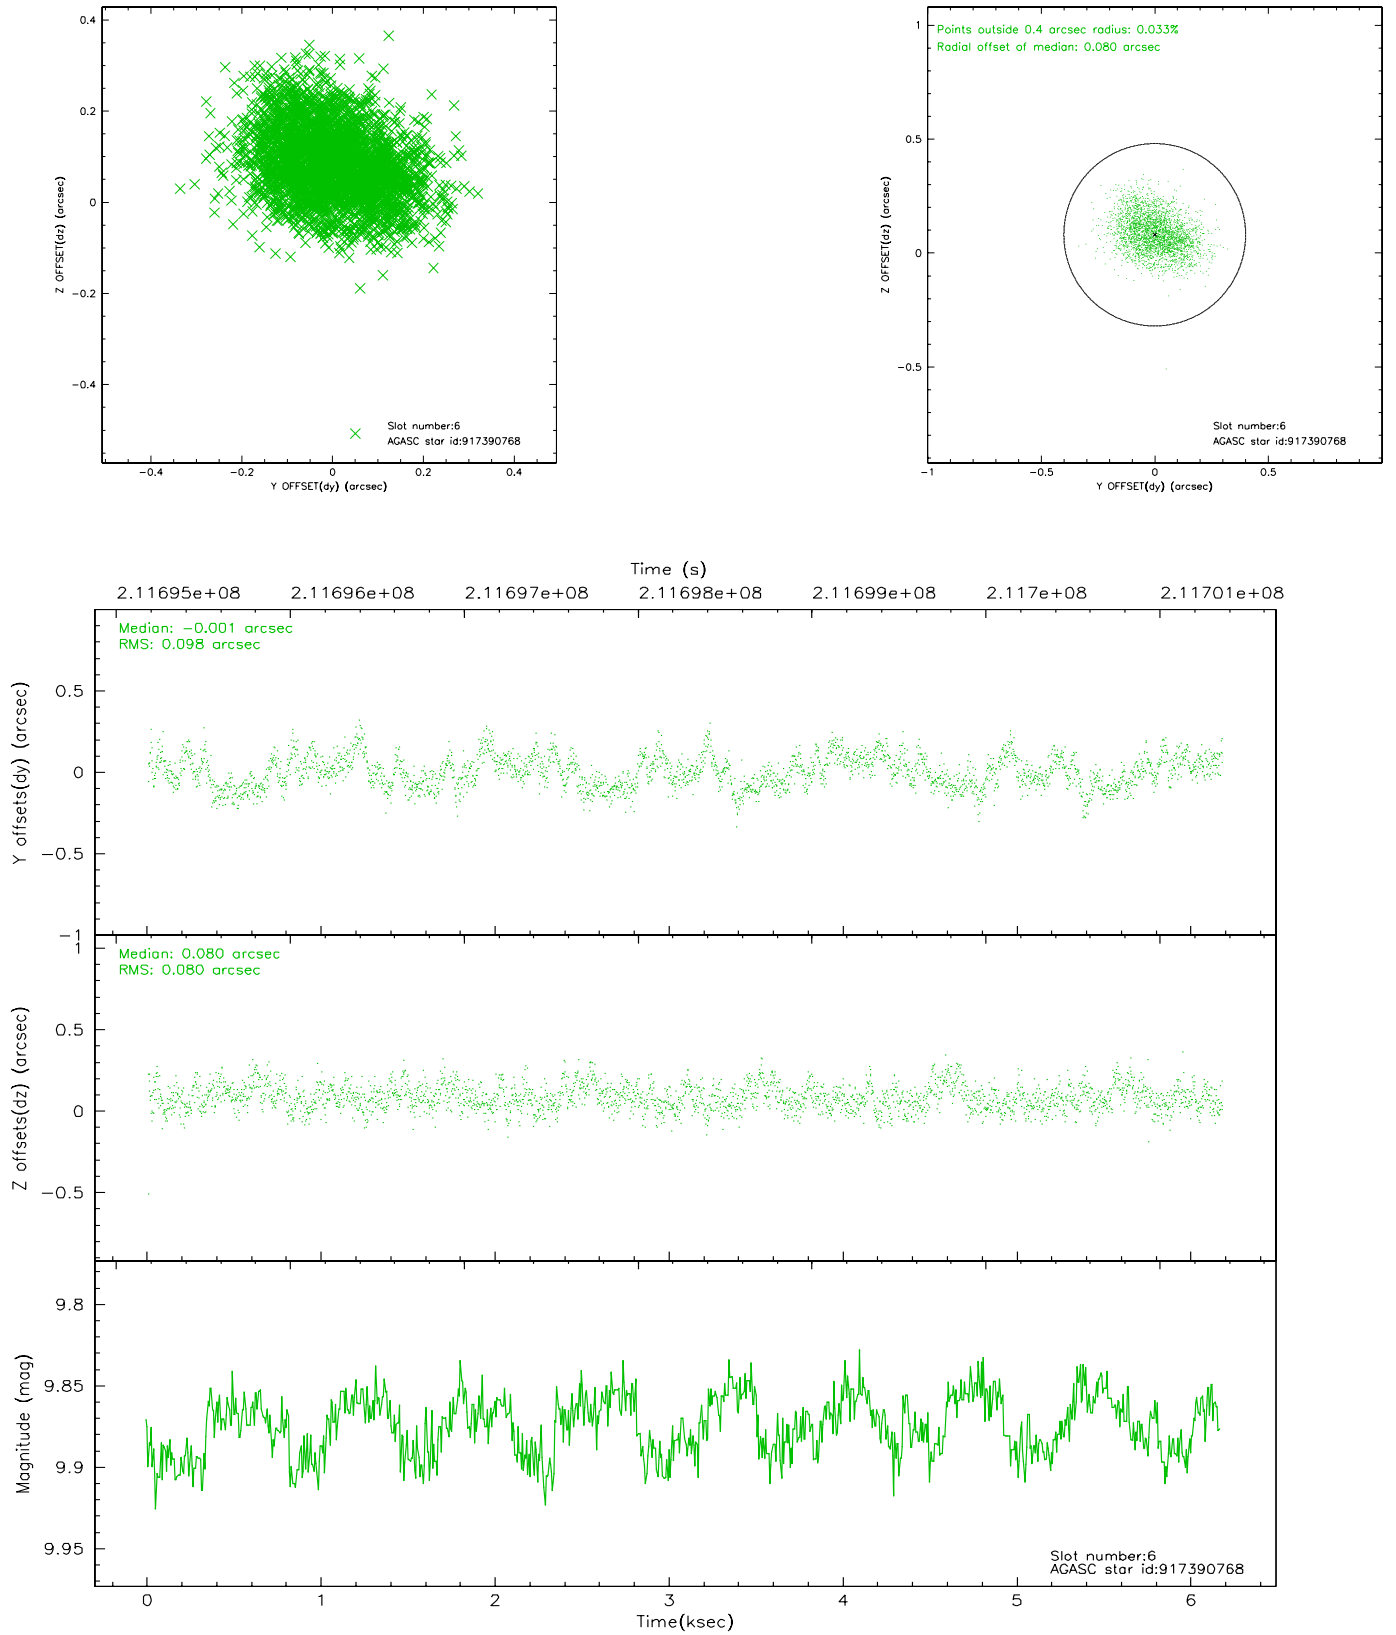 0.4
0.2
0
-0.2
-0.4
Z OFFSET(dz) (arcsec)
Slot number:6
AGASC star id:917390768
-0.4 -0.2 0 0.2 0.4
Y OFFSET(dy) (arcsec)
Points outside 0.4 arcsec radius: 0.033%
Radial offset of median: 0.080 arcsec
1
0.5
0
-0.5
Z OFFSET(dz) (arcsec)
Slot number:6
AGASC star id:917390768
-1 -0.5 0 0.5
Y OFFSET(dy) (arcsec)
Time (s)
2.11695e+08 2.11696e+08 2.11697e+08 2.11698e+08 2.11699e+08 2.117e+08 2.11701e+08
Median: -0.001 arcsec
RMS: 0.098 arcsec
0.5
0
-0.5
-1
Y offsets(dy) (arcsec)
Median: 0.080 arcsec
RMS: 0.080 arcsec
1
0.5
0
-0.5
Z offsets(dz) (arcsec)
9.8
9.85
9.9
9.95
Magnitude (mag)
Slot number:6
AGASC star id:917390768
0 1 2 3 4 5 6
Time(ksec)